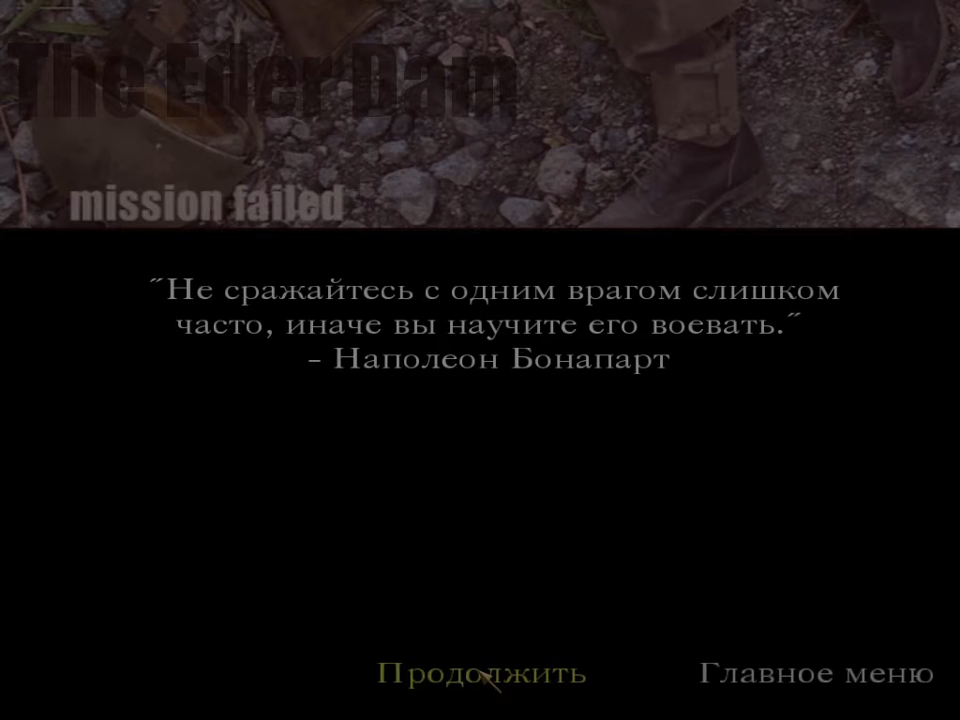 The Eder Dam
mission failed
˝Не сражайтесь с одним врагом слишком
часто, иначе вы научите его воевать.˝
- Наполеон Бонапарт
Продолжить
Главное меню